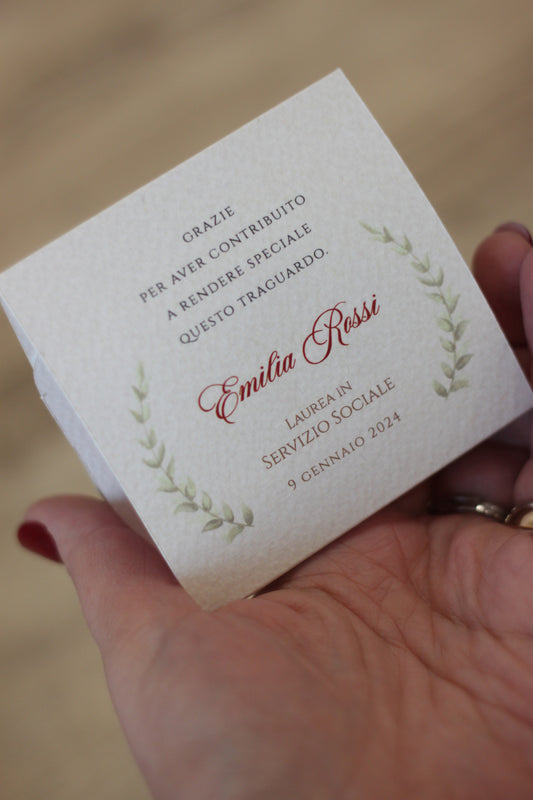 GRAZIE
PER AVER CONTRIBUITO
A RENDERE SPECIALE
QUESTO TRAGUARDO.
Emilia Rossi
LAUREA IN
SERVIZIO SOCIALE
9 GENNAIO 2024